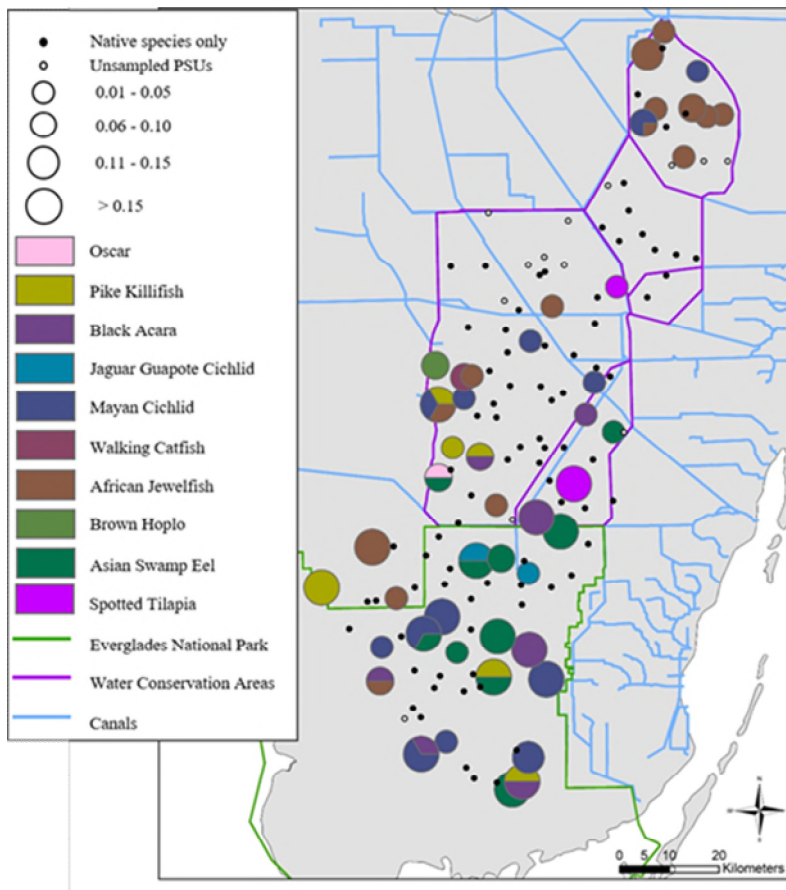 Native species only
Unsampled PSUs
0.01 - 0.05
0.06 - 0.10
0.11 - 0.15
> 0.15
Oscar
Pike Killifish
Black Acara
Jaguar Guapote Cichlid
Mayan Cichlid
Walking Catfish
African Jewelfish
Brown Hoplo
Asian Swamp Eel
Spotted Tilapia
Everglades National Park
Water Conservation Areas
Canals
N
W E
S
0 5 10 20
Kilometers